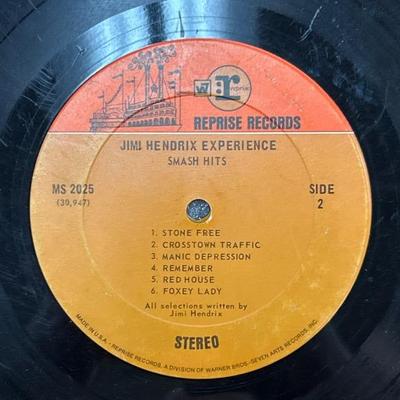 W7 r reprise
REPRISE RECORDS
JIMI HENDRIX EXPERIENCE
SMASH HITS
MS 2025
(30,947)
SIDE
2
1. STONE FREE
2. CROSSTOWN TRAFFIC
3. MANIC DEPRESSION
4. REMEMBER
5. RED HOUSE
6. FOXEY LADY
All selections written by
Jimi Hendrix
STEREO
MADE IN U.S.A. - REPRISE RECORDS, A DIVISION OF WARNER BROS.-SEVEN ARTS RECORDS, INC.